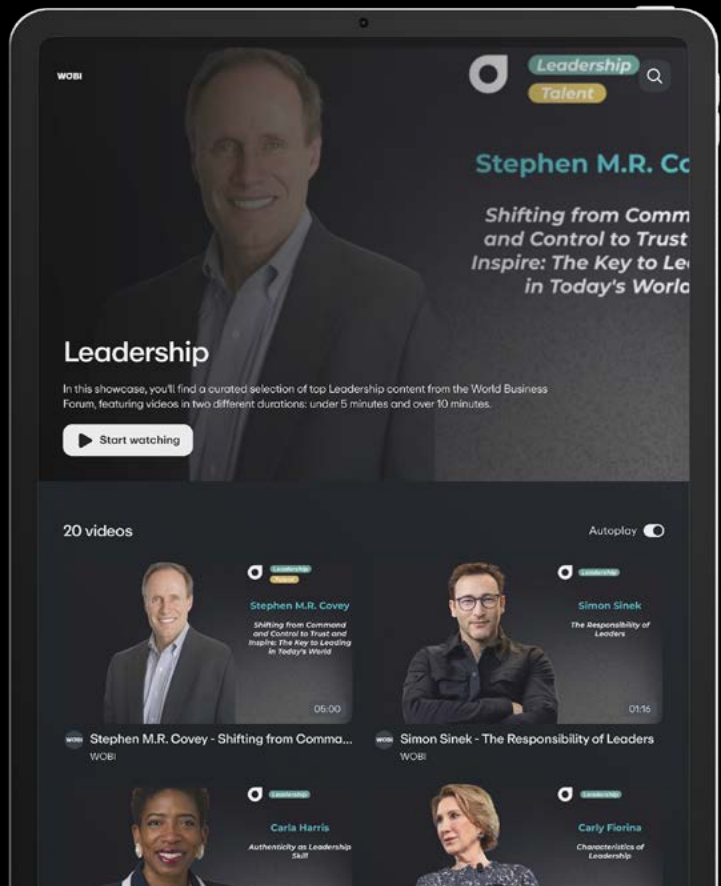 WOBI
Leadership
Talent
Stephen M.R. Co
Shifting from Comm
and Control to Trust
Inspire: The Key to Le
in Today's World
Leadership
In this showcase, you'll find a curated selection of top Leadership content from the World Business
Forum, featuring videos in two different durations: under 5 minutes and over 10 minutes.
Start watching
20 videos
Autoplay
Leadership
Talent
Stephen M.R. Covey
Shifting from Command
and Control to Trust and
Inspire: The Key to Leading
in Today's World
05:00
WOBI
Stephen M.R. Covey - Shifting from Comma...
WOBI
Leadership
Simon Sinek
The Responsibility of
Leaders
01:16
WOBI
Simon Sinek - The Responsibility of Leaders
WOBI
Leadership
Carla Harris
Authenticity as Leadership
Skill
Leadership
Carly Fiorina
Characteristics of
Leadership